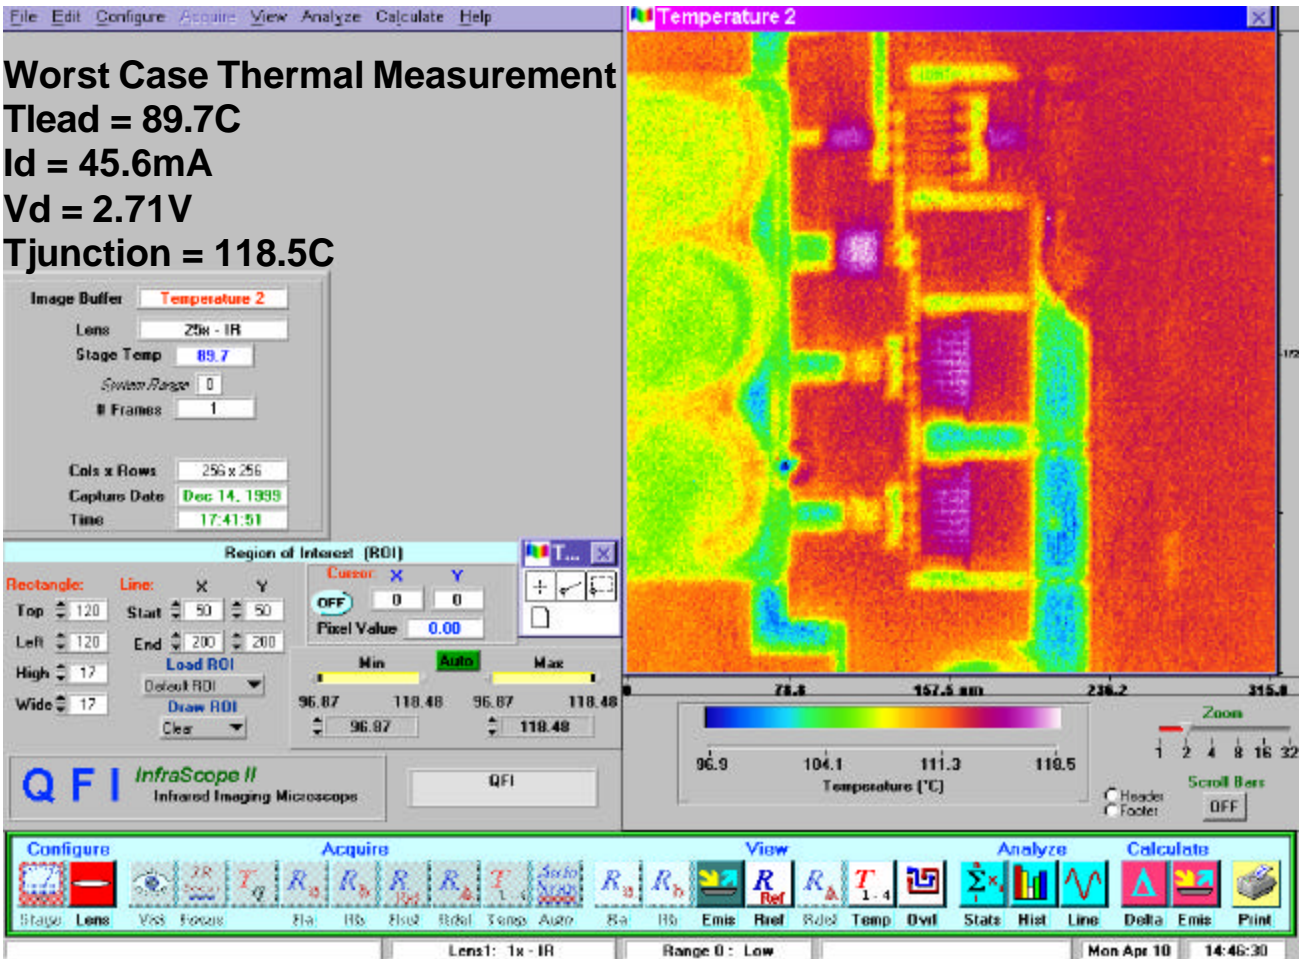 File Edit Configure Acquire View Analyze Calculate Help
Temperature 2
Worst Case Thermal Measurement
Tlead = 89.7C
Id = 45.6mA
Vd = 2.71V
Tjunction = 118.5C
Image Buffer Temperature 2
Lens 25x - IR
Stage Temp 89.7
System Range 0
# Frames 1
Cols x Rows 256 x 256
Capture Date Dec 14, 1999
Time 17:41:51
1/2
Region of Interest (ROI)
T...
Rectangle: Line: X Y
Cursor: X Y
Top 120 Start 50 50
OFF 0 0
Pixel Value 0.00
Left 120 End 200 200
High 17 Load ROI
Default ROI
Wide 17 Draw ROI
Clear
Min Auto Max
96.87 118.48 96.87 118.48
96.87 118.48
0 78.8 157.5 um 236.2 315.0
96.9 104.1 111.3 118.5
Temperature (°C)
Zoom
1 2 4 8 16 32
Scroll Bars
Header
Footer
OFF
QFI InfraScope II
Infrared Imaging Microscope
QFI
Configure Acquire View Analyze Calculate
Stage Lens Visi Focus Ra Rb Rref Rdel Temp Auto Ra Rb Emis Rref Rdel Temp Ovrl Stats Hist Line Delta Emis Print
Lens1: 1x - IR Range 0 : Low Mon Apr 10 14:46:30